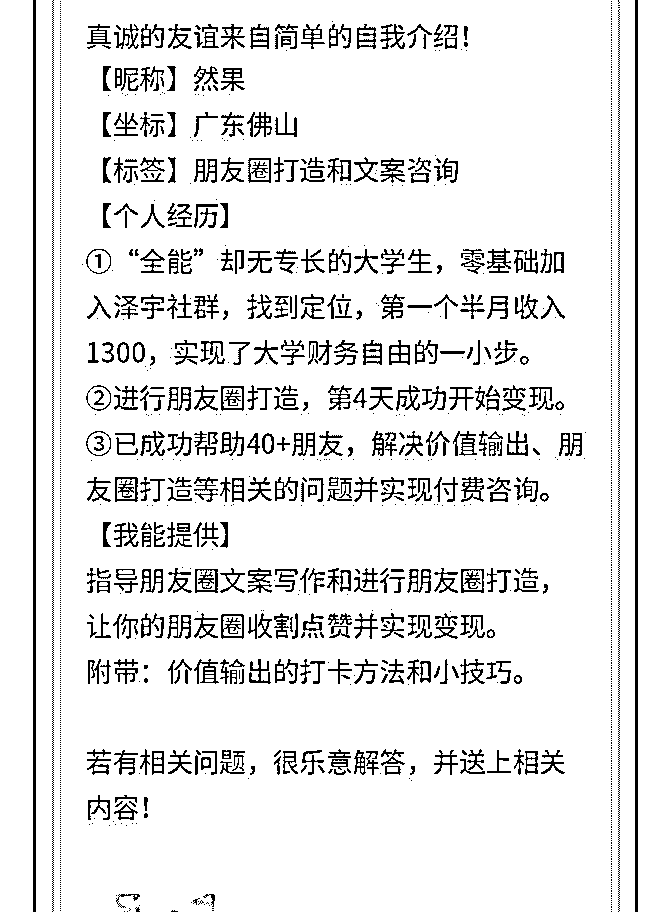 真诚的友谊来自简单的自我介绍！
【昵称】然果
【坐标】广东佛山
【标签】朋友圈打造和文案咨询
【个人经历】
①“全能”却无专长的大学生，零基础加
入泽宇社群，找到定位，第一个半月收入
1300，实现了大学财务自由的一小步。
②进行朋友圈打造，第4天成功开始变现。
③已成功帮助40+朋友，解决价值输出、朋
友圈打造等相关的问题并实现付费咨询。
【我能提供】
指导朋友圈文案写作和进行朋友圈打造，
让你的朋友圈收割点赞并实现变现。
附带：价值输出的打卡方法和小技巧。
若有相关问题，很乐意解答，并送上相关
内容！